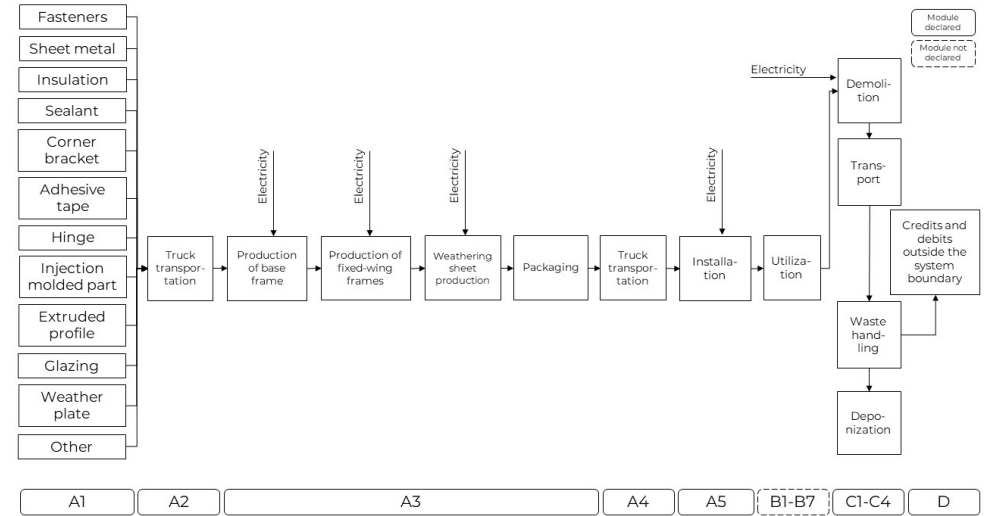 Fasteners
Sheet metal
Insulation
Sealant
Corner
bracket
Adhesive
tape
Hinge
Injection
molded part
Extruded
profile
Glazing
Weather
plate
Other
Truck
transpor-
tation
Electricity
Production
of base
frame
Electricity
Production of
fixed-wing
frames
Electricity
Weathering
sheet
production
Packaging
Truck
transpor-
tation
Electricity
Installa-
tion
Utiliza-
tion
Electricity
Demoli-
tion
Trans-
port
Waste
hand-
ling
Depo-
nization
Credits and
debits
outside the
system
boundary
Module
declared
Module not
declared
A1
A2
A3
A4
A5
B1-B7
C1-C4
D